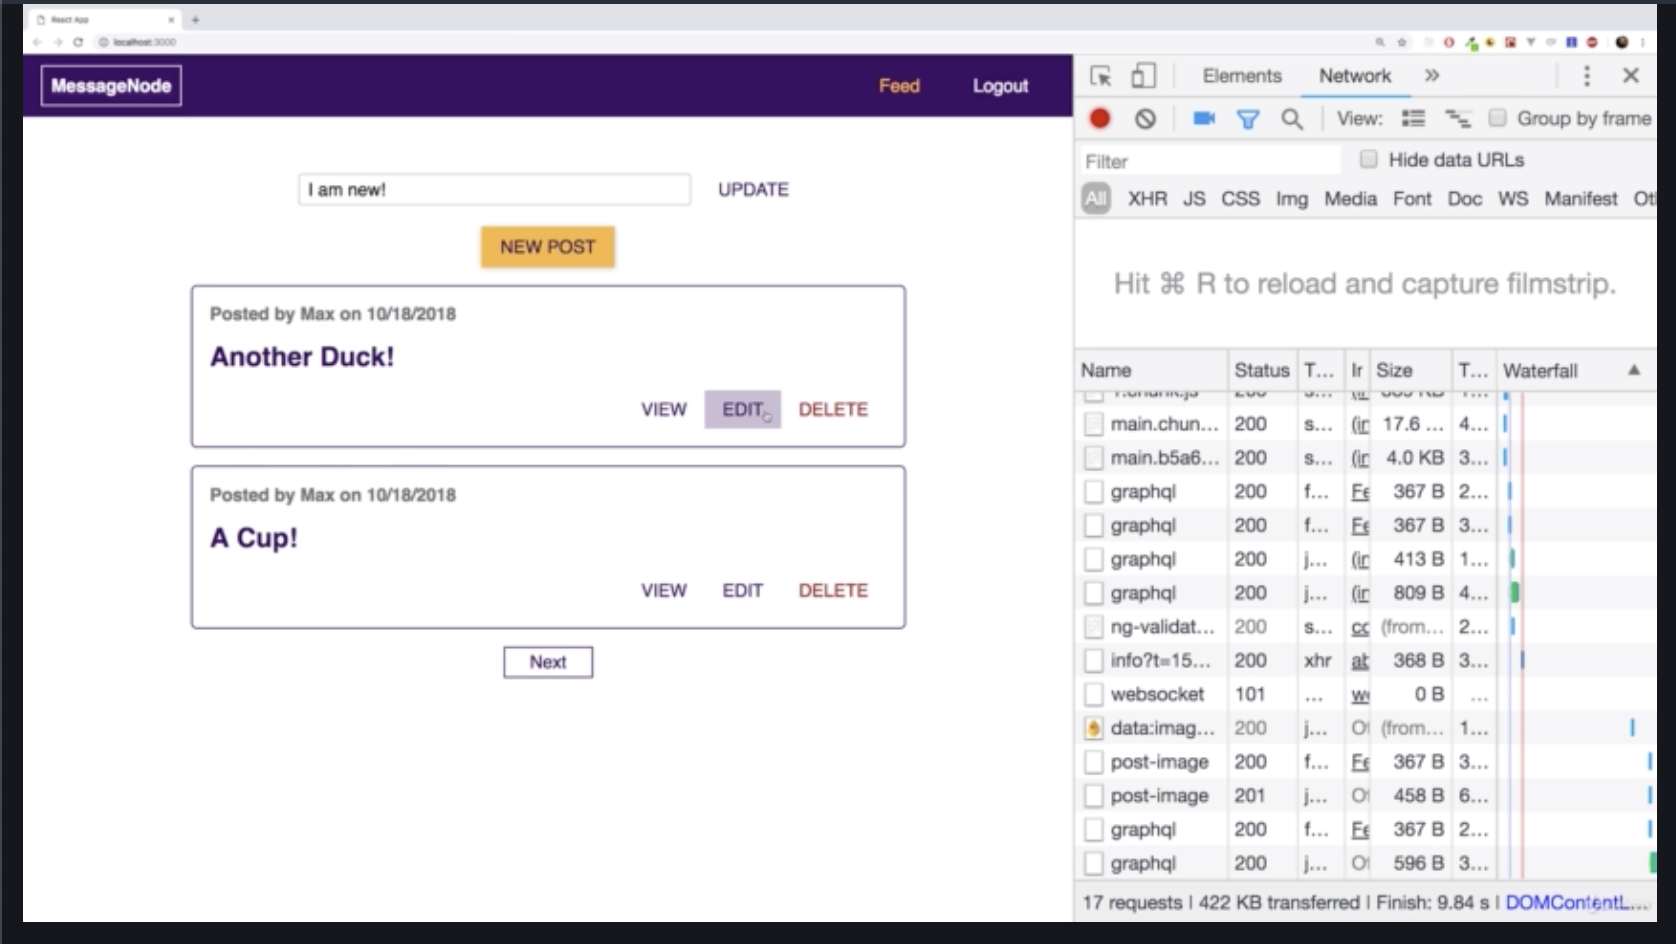 React App
localhost:3000
MessageNode
Feed
Logout
I am new!
UPDATE
NEW POST
Posted by Max on 10/18/2018
Another Duck!
VIEW EDIT DELETE
Posted by Max on 10/18/2018
A Cup!
VIEW EDIT DELETE
Next
Elements Network
View: Group by frame
Filter Hide data URLs
All XHR JS CSS Img Media Font Doc WS Manifest Ot
Hit ⌘ R to reload and capture filmstrip.
Name Status T... Ir Size T... Waterfall
main.chun... 200 s... (ir 17.6 ... 4...
main.b5a6... 200 s... (ir 4.0 KB 3...
graphql 200 f... Fe 367 B 2...
graphql 200 f... Fe 367 B 3...
graphql 200 j... (ir 413 B 1...
graphql 200 j... (ir 809 B 4...
ng-validat... 200 s... cc (from... 2...
info?t=15... 200 xhr at 368 B 3...
websocket 101 ... w 0 B ...
data:imag... 200 j... O (from... 1...
post-image 200 f... Fe 367 B 3...
post-image 201 j... O 458 B 6...
graphql 200 f... Fe 367 B 2...
graphql 200 j... O 596 B 3...
17 requests | 422 KB transferred | Finish: 9.84 s | DOMContentL...